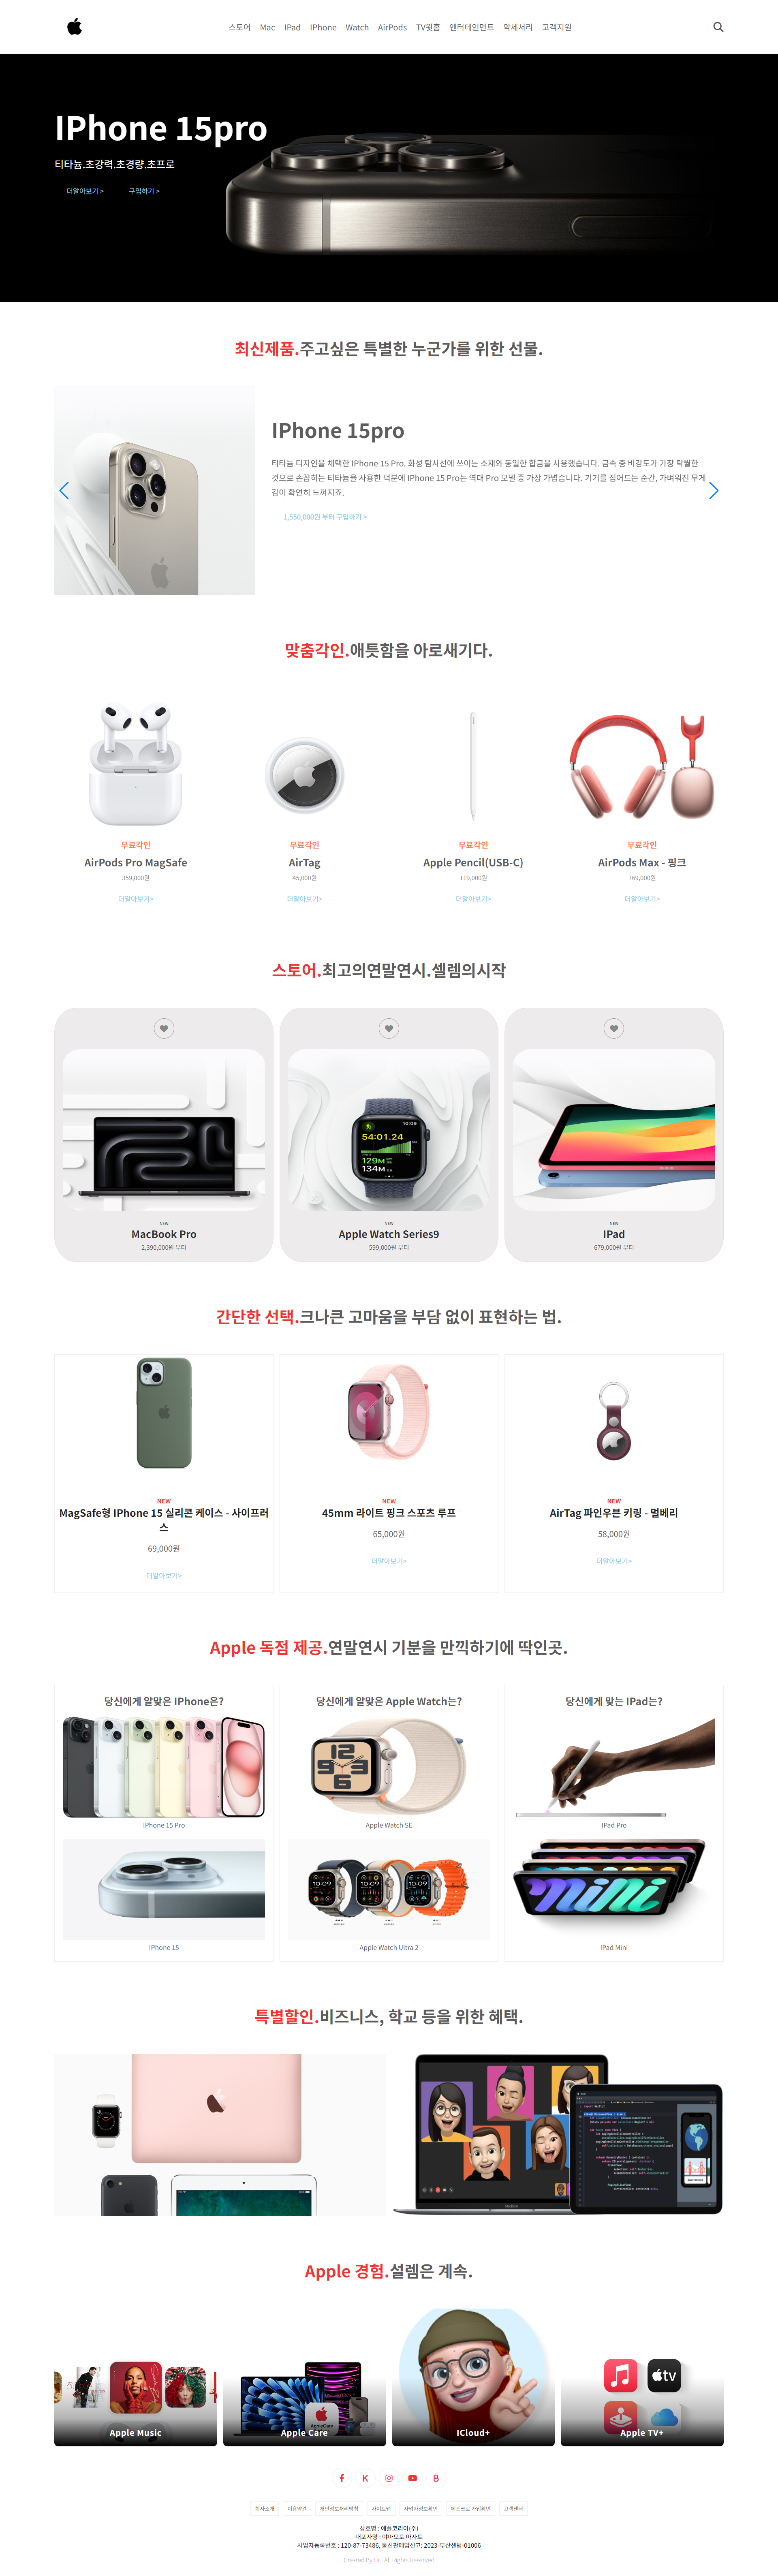 스토어 Mac IPad IPhone Watch AirPods TV및홈 엔터테인먼트 악세서리 고객지원
IPhone 15pro
티타늄.초강력.초경량.초프로
더알아보기 > 구입하기 >
최신제품.주고싶은 특별한 누군가를 위한 선물.
IPhone 15pro
티타늄 디자인을 채택한 IPhone 15 Pro. 화성 탐사선에 쓰이는 소재와 동일한 합금을 사용했습니다. 금속 중 비강도가 가장 탁월한
것으로 손꼽히는 티타늄을 사용한 덕분에 IPhone 15 Pro는 역대 Pro 모델 중 가장 가볍습니다. 기기를 집어드는 순간, 가벼워진 무게
감이 확연히 느껴지죠.
1,550,000원 부터 구입하기 >
맞춤각인.애틋함을 아로새기다.
무료각인 무료각인 무료각인 무료각인
AirPods Pro MagSafe AirTag Apple Pencil(USB-C) AirPods Max - 핑크
359,000원 45,000원 119,000원 769,000원
더알아보기> 더알아보기> 더알아보기> 더알아보기>
스토어.최고의연말연시.셀렘의시작
10:09
54:01.24
129M
134M
NEW NEW NEW
MacBook Pro Apple Watch Series9 IPad
2,390,000원 부터 599,000원 부터 679,000원 부터
간단한 선택.크나큰 고마움을 부담 없이 표현하는 법.
NEW NEW NEW
MagSafe형 IPhone 15 실리콘 케이스 - 사이프러
스
45mm 라이트 핑크 스포츠 루프 AirTag 파인우븐 키링 - 멀베리
69,000원 65,000원 58,000원
더알아보기> 더알아보기> 더알아보기>
Apple 독점 제공.연말연시 기분을 만끽하기에 딱인곳.
당신에게 알맞은 IPhone은? 당신에게 알맞은 Apple Watch는? 당신에게 맞는 IPad는?
12
9 3
6
IPhone 15 Pro Apple Watch SE IPad Pro
10:09 10:09 10:09
IPhone 15 Apple Watch Ultra 2 IPad Mini
특별할인.비즈니스, 학교 등을 위한 혜택.
Apple 경험.설렘은 계속.
tv
AppleCare
Apple Music Apple Care ICloud+ Apple TV+
회사소개 이용약관 개인정보처리방침 사이트맵 사업자정보확인 에스크로 가입확인 고객센터
상호명 : 애플코리아(주)
대표자명 : 야마모토 마사토
사업자등록번호 : 120-87-73486, 통신판매업신고: 2023-부산센텀-01006